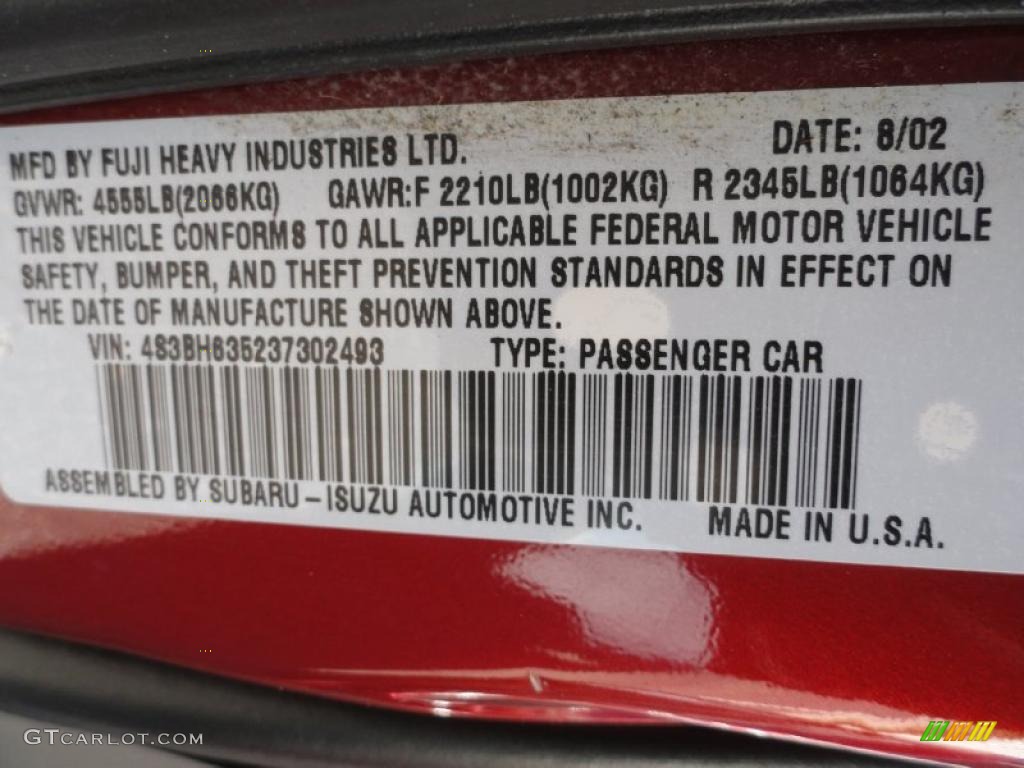 MFD BY FUJI HEAVY INDUSTRIES LTD. DATE: 8/02
GVWR: 4555LB(2066KG) GAWR:F 2210LB(1002KG) R 2345LB(1064KG)
THIS VEHICLE CONFORMS TO ALL APPLICABLE FEDERAL MOTOR VEHICLE
SAFETY, BUMPER, AND THEFT PREVENTION STANDARDS IN EFFECT ON
THE DATE OF MANUFACTURE SHOWN ABOVE.
VIN: 4S3BH635237302493 TYPE: PASSENGER CAR
ASSEMBLED BY SUBARU-ISUZU AUTOMOTIVE INC. MADE IN U.S.A.
GTCARLOT.COM